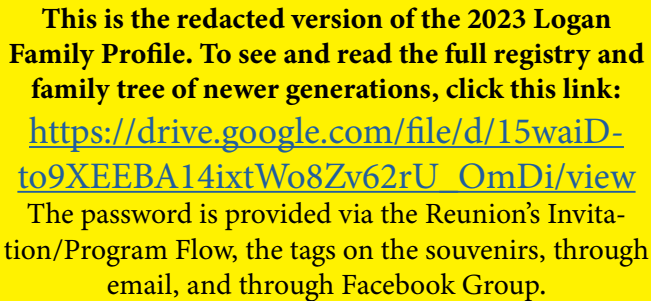 This is the redacted version of the 2023 Logan
Family Profile. To see and read the full registry and
family tree of newer generations, click this link:
https://drive.google.com/file/d/15waiD-
to9XEEBA14ixtWo8Zv62rU_OmDi/view
The password is provided via the Reunion's Invita-
tion/Program Flow, the tags on the souvenirs, through
email, and through Facebook Group.